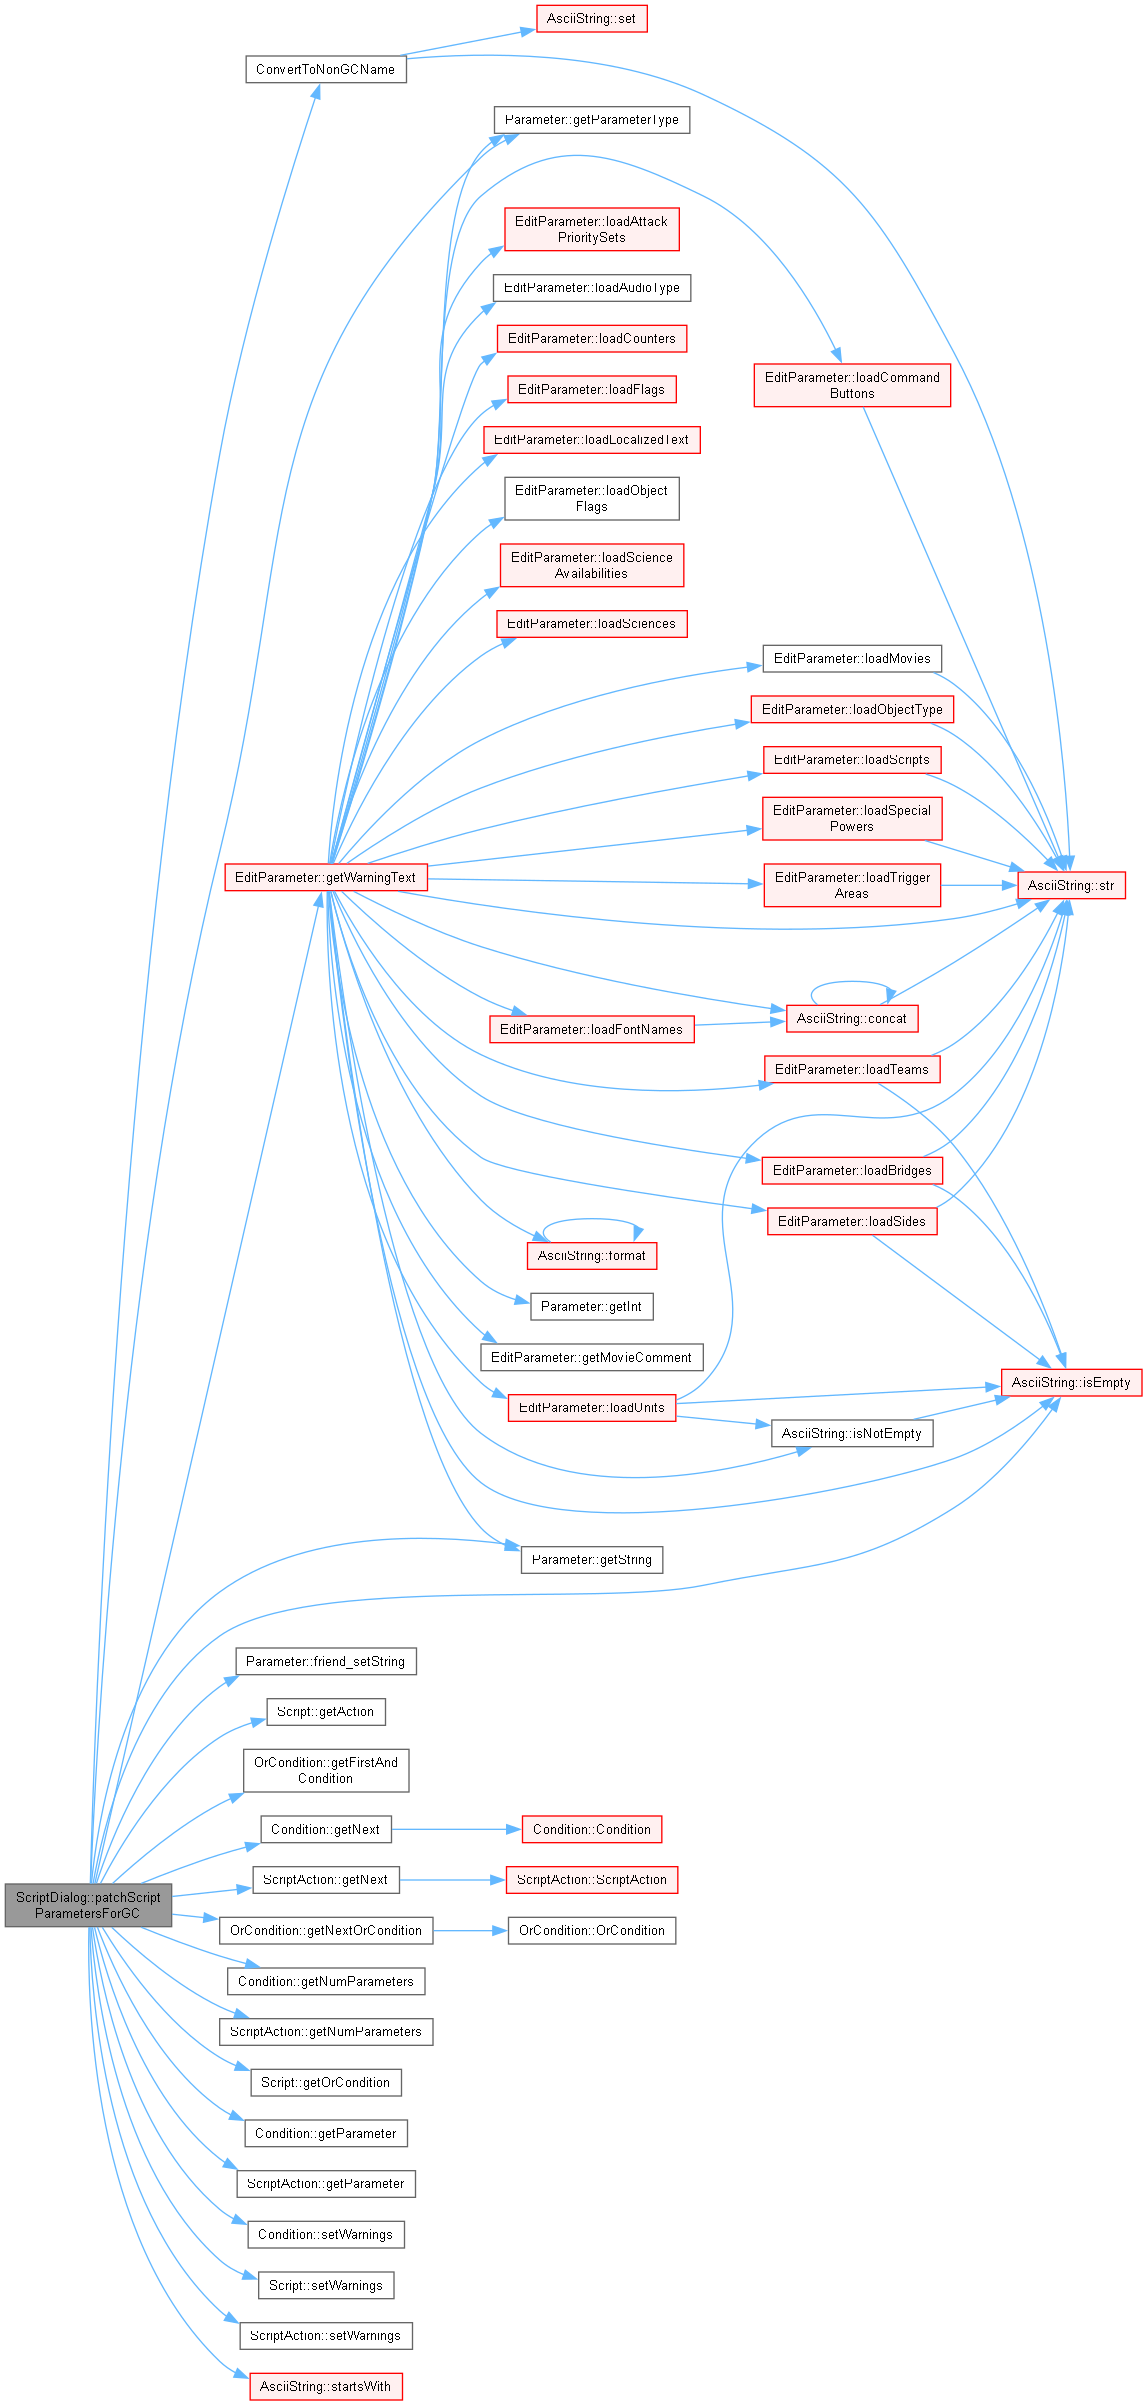 AsciiString::set
ConvertToNonGCName
Parameter::getParameterType
EditParameter::loadAttack
PrioritySets
EditParameter::loadAudioType
EditParameter::loadCounters
EditParameter::loadCommand
Buttons
EditParameter::loadFlags
EditParameter::loadLocalizedText
EditParameter::loadObject
Flags
EditParameter::loadScience
Availabilities
EditParameter::loadSciences
EditParameter::loadMovies
EditParameter::loadObjectType
EditParameter::loadScripts
EditParameter::loadSpecial
Powers
EditParameter::getWarningText
EditParameter::loadTrigger
Areas
AsciiString::str
AsciiString::concat
EditParameter::loadFontNames
EditParameter::loadTeams
EditParameter::loadBridges
EditParameter::loadSides
AsciiString::format
Parameter::getInt
EditParameter::getMovieComment
AsciiString::isEmpty
EditParameter::loadUnits
AsciiString::isNotEmpty
Parameter::getString
Parameter::friend_setString
Script::getAction
OrCondition::getFirstAnd
Condition
Condition::getNext
Condition::Condition
ScriptAction::getNext
ScriptAction::ScriptAction
ScriptDialog::patchScript
ParametersForGC
OrCondition::getNextOrCondition
OrCondition::OrCondition
Condition::getNumParameters
ScriptAction::getNumParameters
Script::getOrCondition
Condition::getParameter
ScriptAction::getParameter
Condition::setWarnings
Script::setWarnings
ScriptAction::setWarnings
AsciiString::startsWith